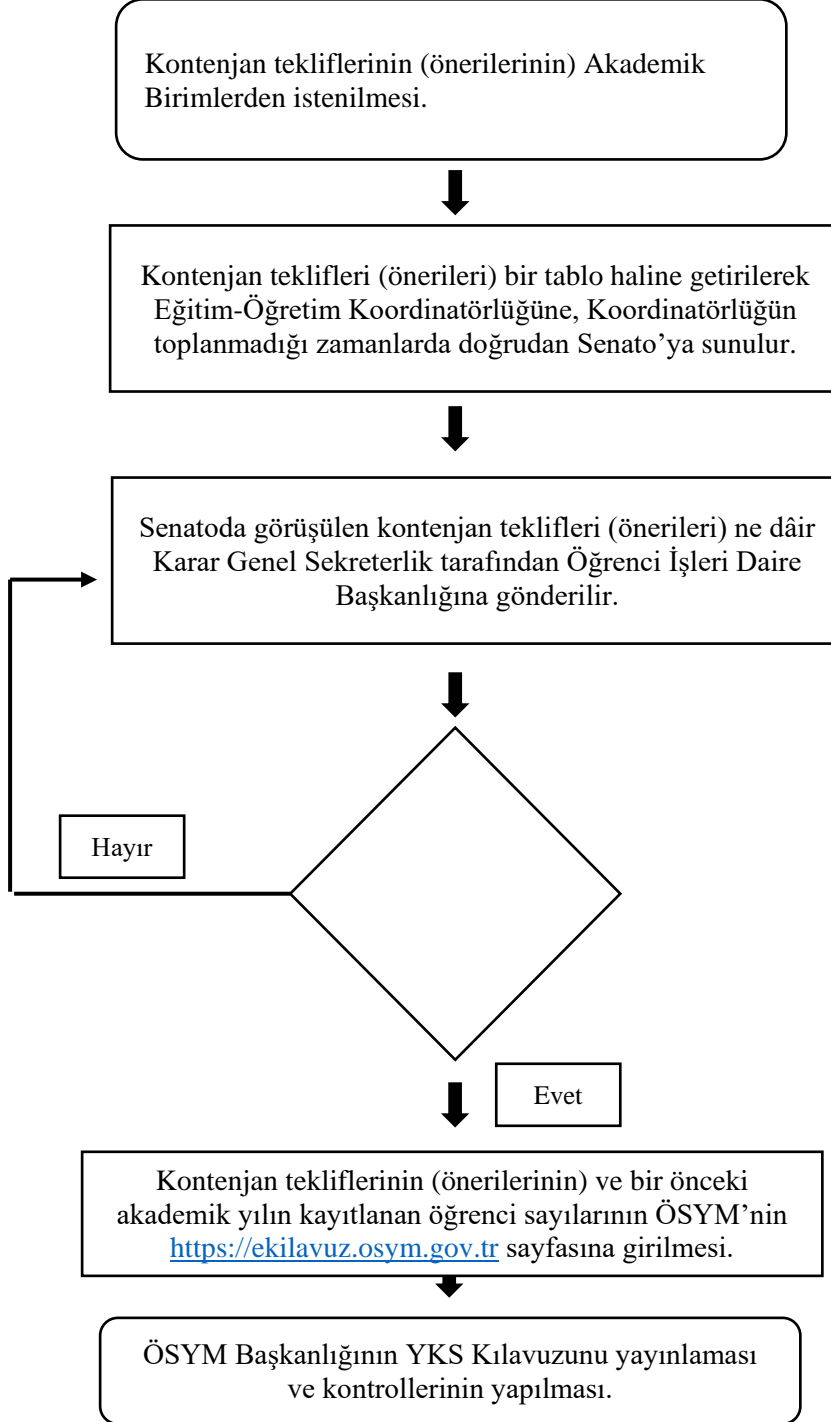 Kontenjan tekliflerinin (önerilerinin) Akademik
Birimlerden istenilmesi.
Kontenjan teklifleri (önerileri) bir tablo haline getirilerek
Eğitim-Öğretim Koordinatörlüğüne, Koordinatörlüğün
toplanmadığı zamanlarda doğrudan Senato’ya sunulur.
Senatoda görüşülen kontenjan teklifleri (önerileri) ne dâir
Karar Genel Sekreterlik tarafından Öğrenci İşleri Daire
Başkanlığına gönderilir.
Hayır
Evet
Kontenjan tekliflerinin (önerilerinin) ve bir önceki
akademik yılın kayıtlanan öğrenci sayılarının ÖSYM’nin
https://ekilavuz.osym.gov.tr sayfasına girilmesi.
ÖSYM Başkanlığının YKS Kılavuzunu yayınlaması
ve kontrollerinin yapılması.